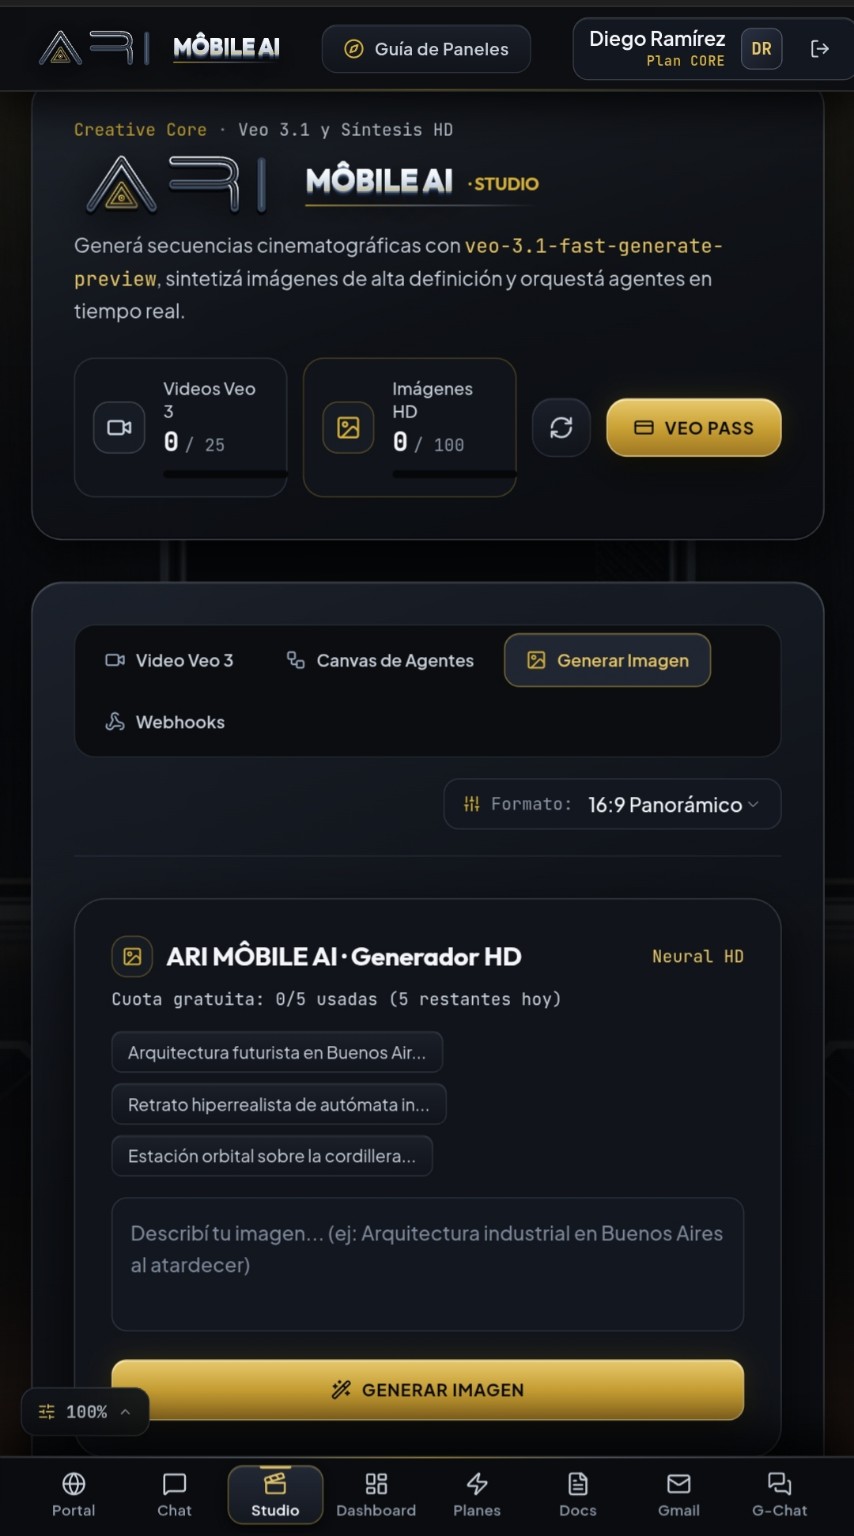 ARI MÔBILE AI
Guía de Paneles
Diego Ramírez
Plan CORE
DR
Creative Core · Veo 3.1 y Síntesis HD
ARI MÔBILE AI · STUDIO
Generá secuencias cinematográficas con veo-3.1-fast-generate-
preview, sintetizá imágenes de alta definición y orquestá agentes en
tiempo real.
Videos Veo
3
0 / 25
Imágenes
HD
0 / 100
VEO PASS
Video Veo 3
Canvas de Agentes
Generar Imagen
Webhooks
Formato: 16:9 Panorámico
ARI MÔBILE AI · Generador HD
Neural HD
Cuota gratuita: 0/5 usadas (5 restantes hoy)
Arquitectura futurista en Buenos Air...
Retrato hiperrealista de autómata in...
Estación orbital sobre la cordillera...
Describí tu imagen... (ej: Arquitectura industrial en Buenos Aires
al atardecer)
GENERAR IMAGEN
100%
Portal
Chat
Studio
Dashboard
Planes
Docs
Gmail
G-Chat